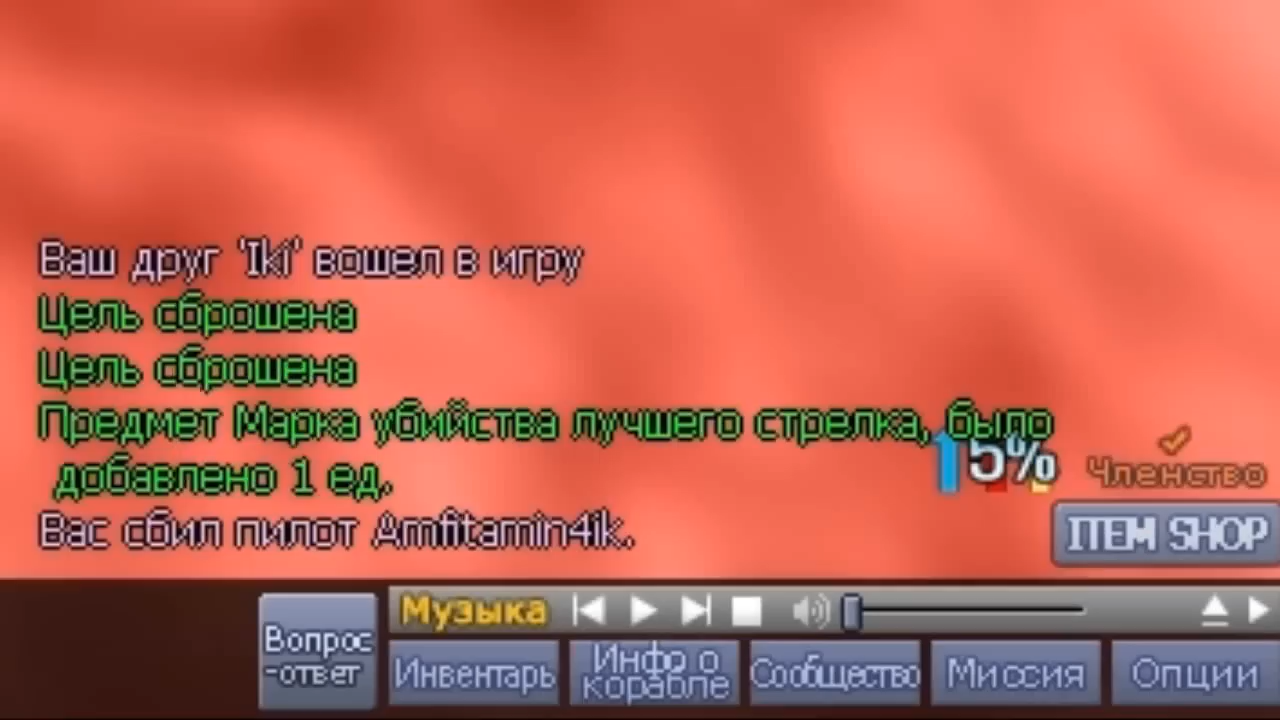 Ваш друг 'Iki' вошел в игру
Цель сброшена
Цель сброшена
Предмет Марка убийства лучшего стрелка, было
добавлено 1 ед.
5%
Членство
Вас сбил пилот Amfitamin4ik.
ITEM SHOP
Музыка
Вопрос
-ответ
Инвентарь
Инфо о
корабле
Сообщество
Миссия
Опции